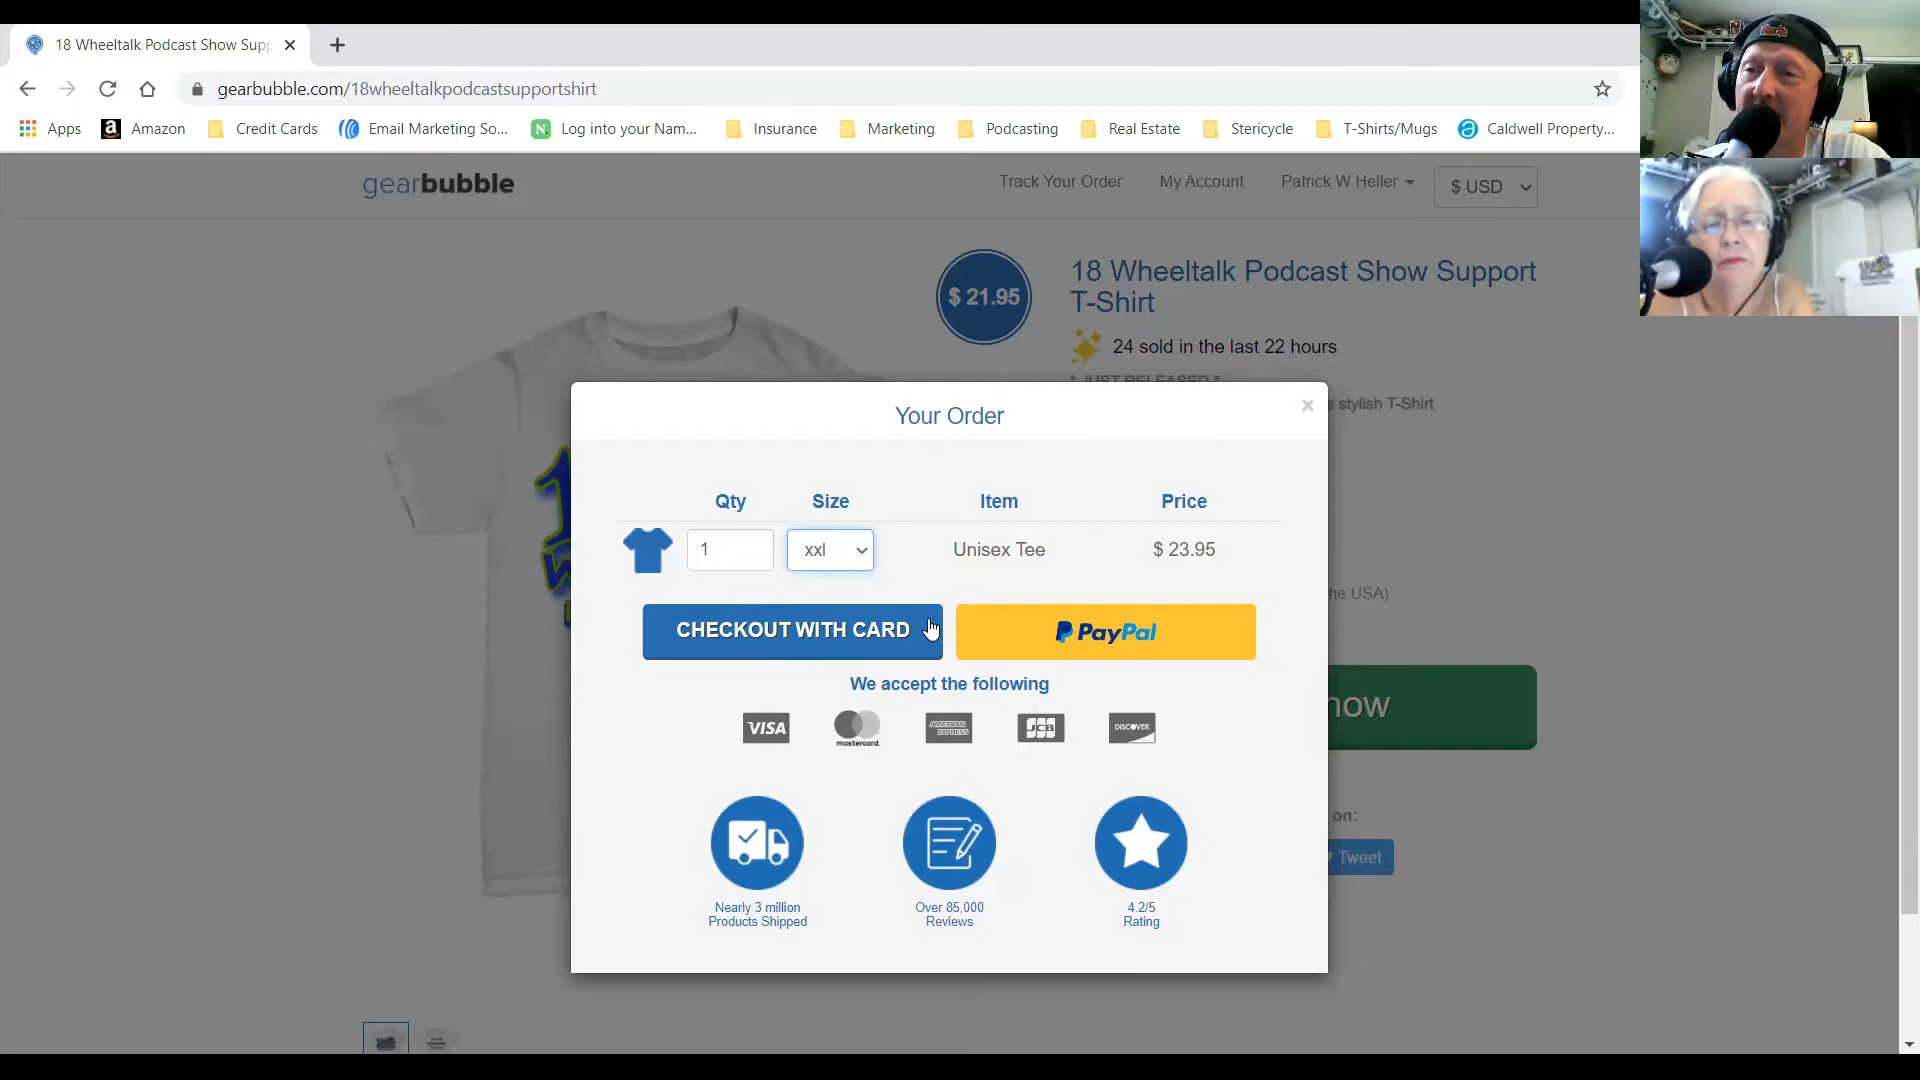 18 Wheeltalk Podcast Show Supp
gearbubble.com/18wheeltalkpodcastsupportshirt
Apps Amazon Credit Cards Email Marketing So... Log into your Nam... Insurance Marketing Podcasting Real Estate Stericycle T-Shirts/Mugs Caldwell Property...
gearbubble Track Your Order My Account Patrick W Heller $ USD
$ 21.95
18 Wheeltalk Podcast Show Support
T-Shirt
24 sold in the last 22 hours
* JUST RELEASED *
stylish T-Shirt
Your Order ×
Qty Size Item Price
1 xxl Unisex Tee $ 23.95
he USA)
CHECKOUT WITH CARD PayPal
We accept the following
VISA mastercard. AMERICAN EXPRESS JCB DISCOVER
now
on:
Tweet
Nearly 3 million
Products Shipped
Over 85,000
Reviews
4.2/5
Rating